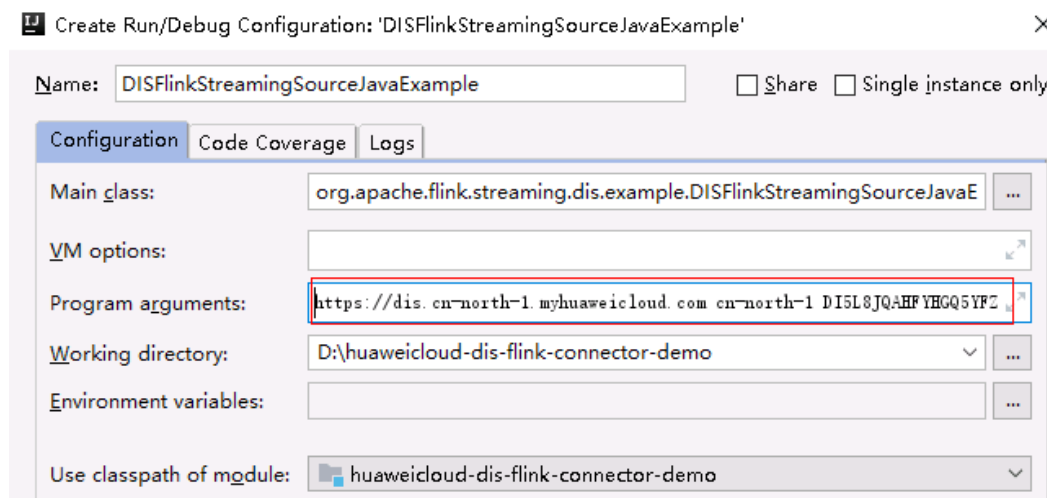 Create Run/Debug Configuration: 'DISFlinkStreamingSourceJavaExample'
Name: DISFlinkStreamingSourceJavaExample Share Single instance only
Configuration Code Coverage Logs
Main class: org.apache.flink.streaming.dis.example.DISFlinkStreamingSourceJavaE ...
VM options:
Program arguments: https://dis.cn-north-1.myhuaweicloud.com cn-north-1 DI5L8JQAHFYHGQ5YFZ
Working directory: D:\huaweicloud-dis-flink-connector-demo ...
Environment variables: ...
Use classpath of module: huaweicloud-dis-flink-connector-demo